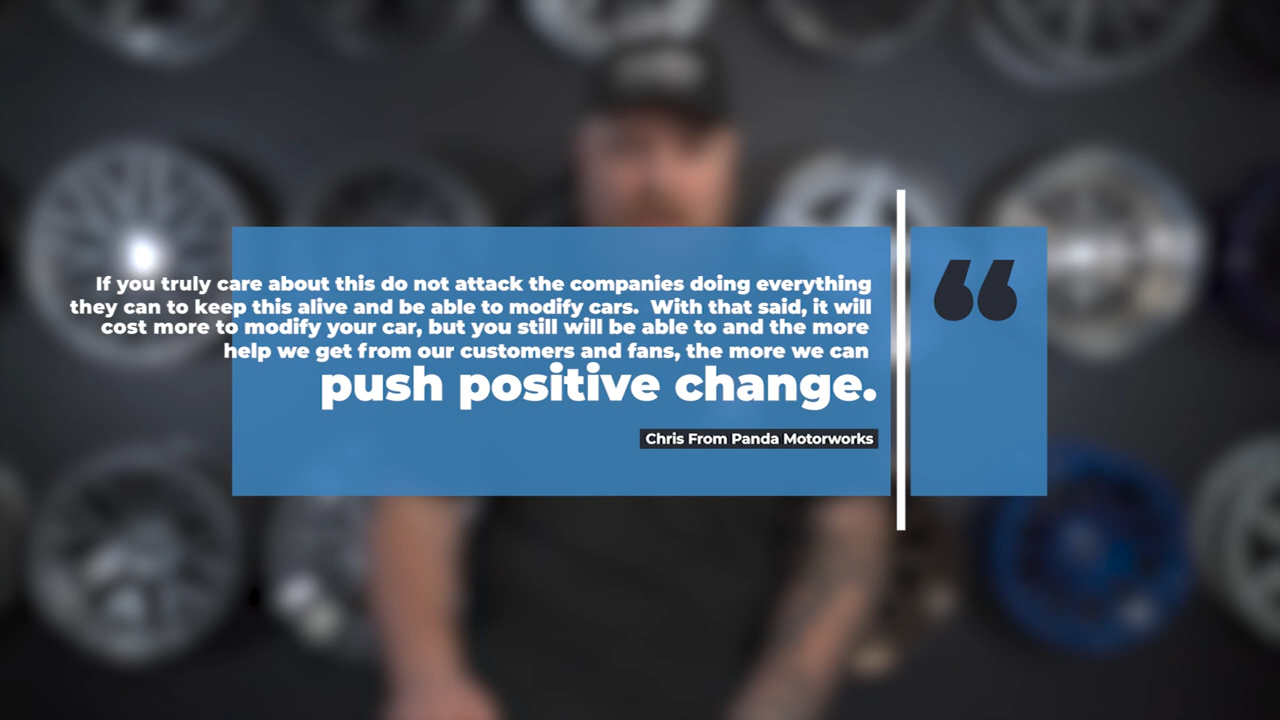 If you truly care about this do not attack the companies doing everything
they can to keep this alive and be able to modify cars.  With that said, it will
cost more to modify your car, but you still will be able to and the more
help we get from our customers and fans, the more we can
push positive change.
Chris From Panda Motorworks